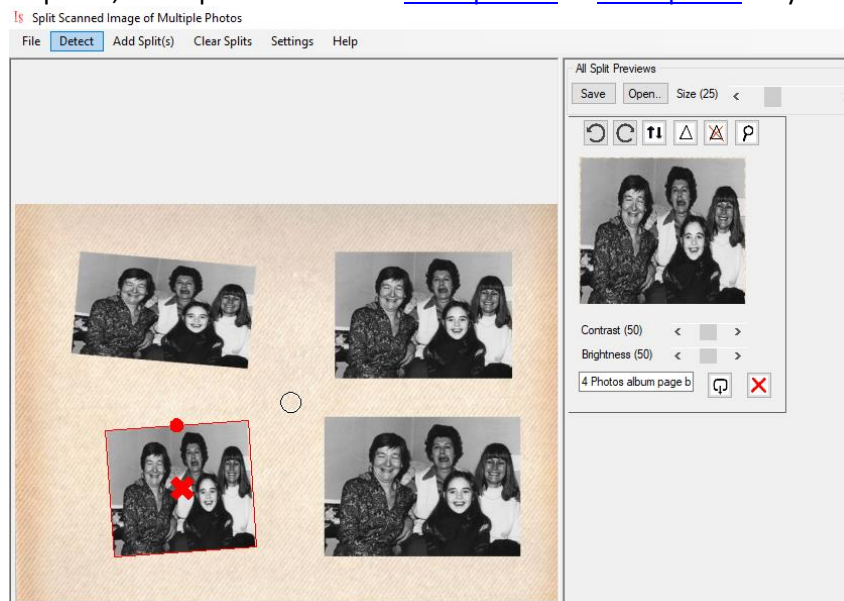 Split Scanned Image of Multiple Photos
File Detect Add Split(s) Clear Splits Settings Help
All Split Previews
Save Open.. Size (25)
Contrast (50)
Brightness (50)
4 Photos album page b